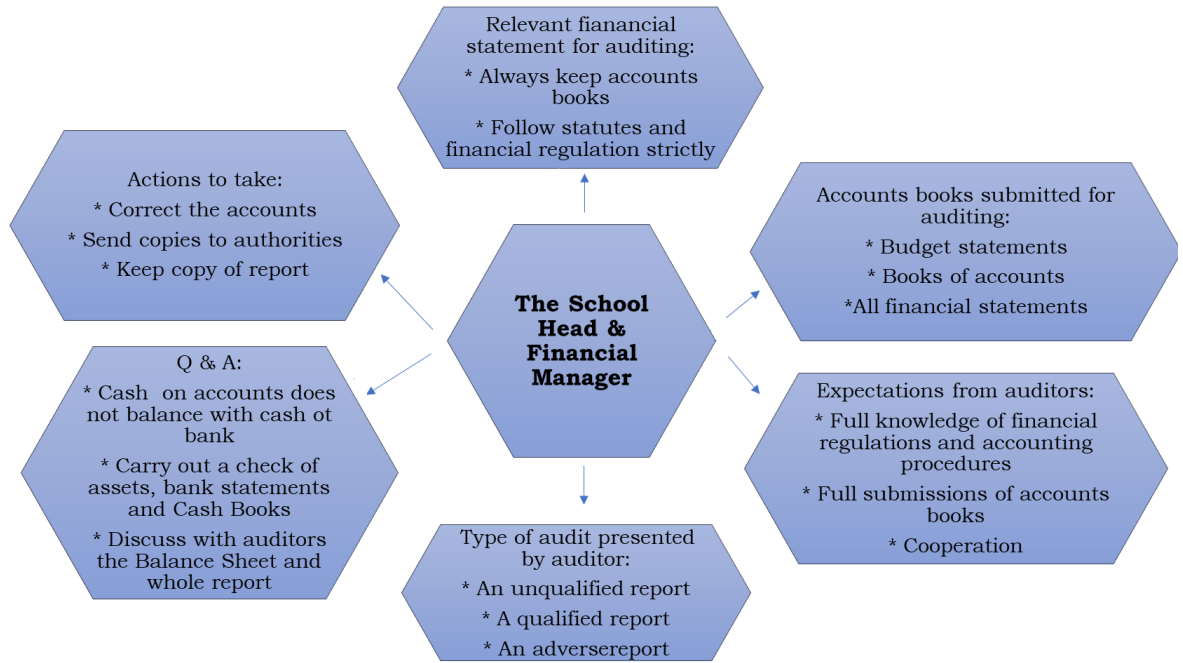 Relevant fianancial
statement for auditing:
* Always keep accounts
books
* Follow statutes and
financial regulation strictly
Actions to take:
* Correct the accounts
* Send copies to authorities
* Keep copy of report
Accounts books submitted for
auditing:
* Budget statements
* Books of accounts
*All financial statements
The School
Head &
Financial
Manager
Q & A:
* Cash on accounts does
not balance with cash ot
bank
* Carry out a check of
assets, bank statements
and Cash Books
* Discuss with auditors
the Balance Sheet and
whole report
Expectations from auditors:
* Full knowledge of financial
regulations and accounting
procedures
* Full submissions of accounts
books
* Cooperation
Type of audit presented
by auditor:
* An unqualified report
* A qualified report
* An adversereport